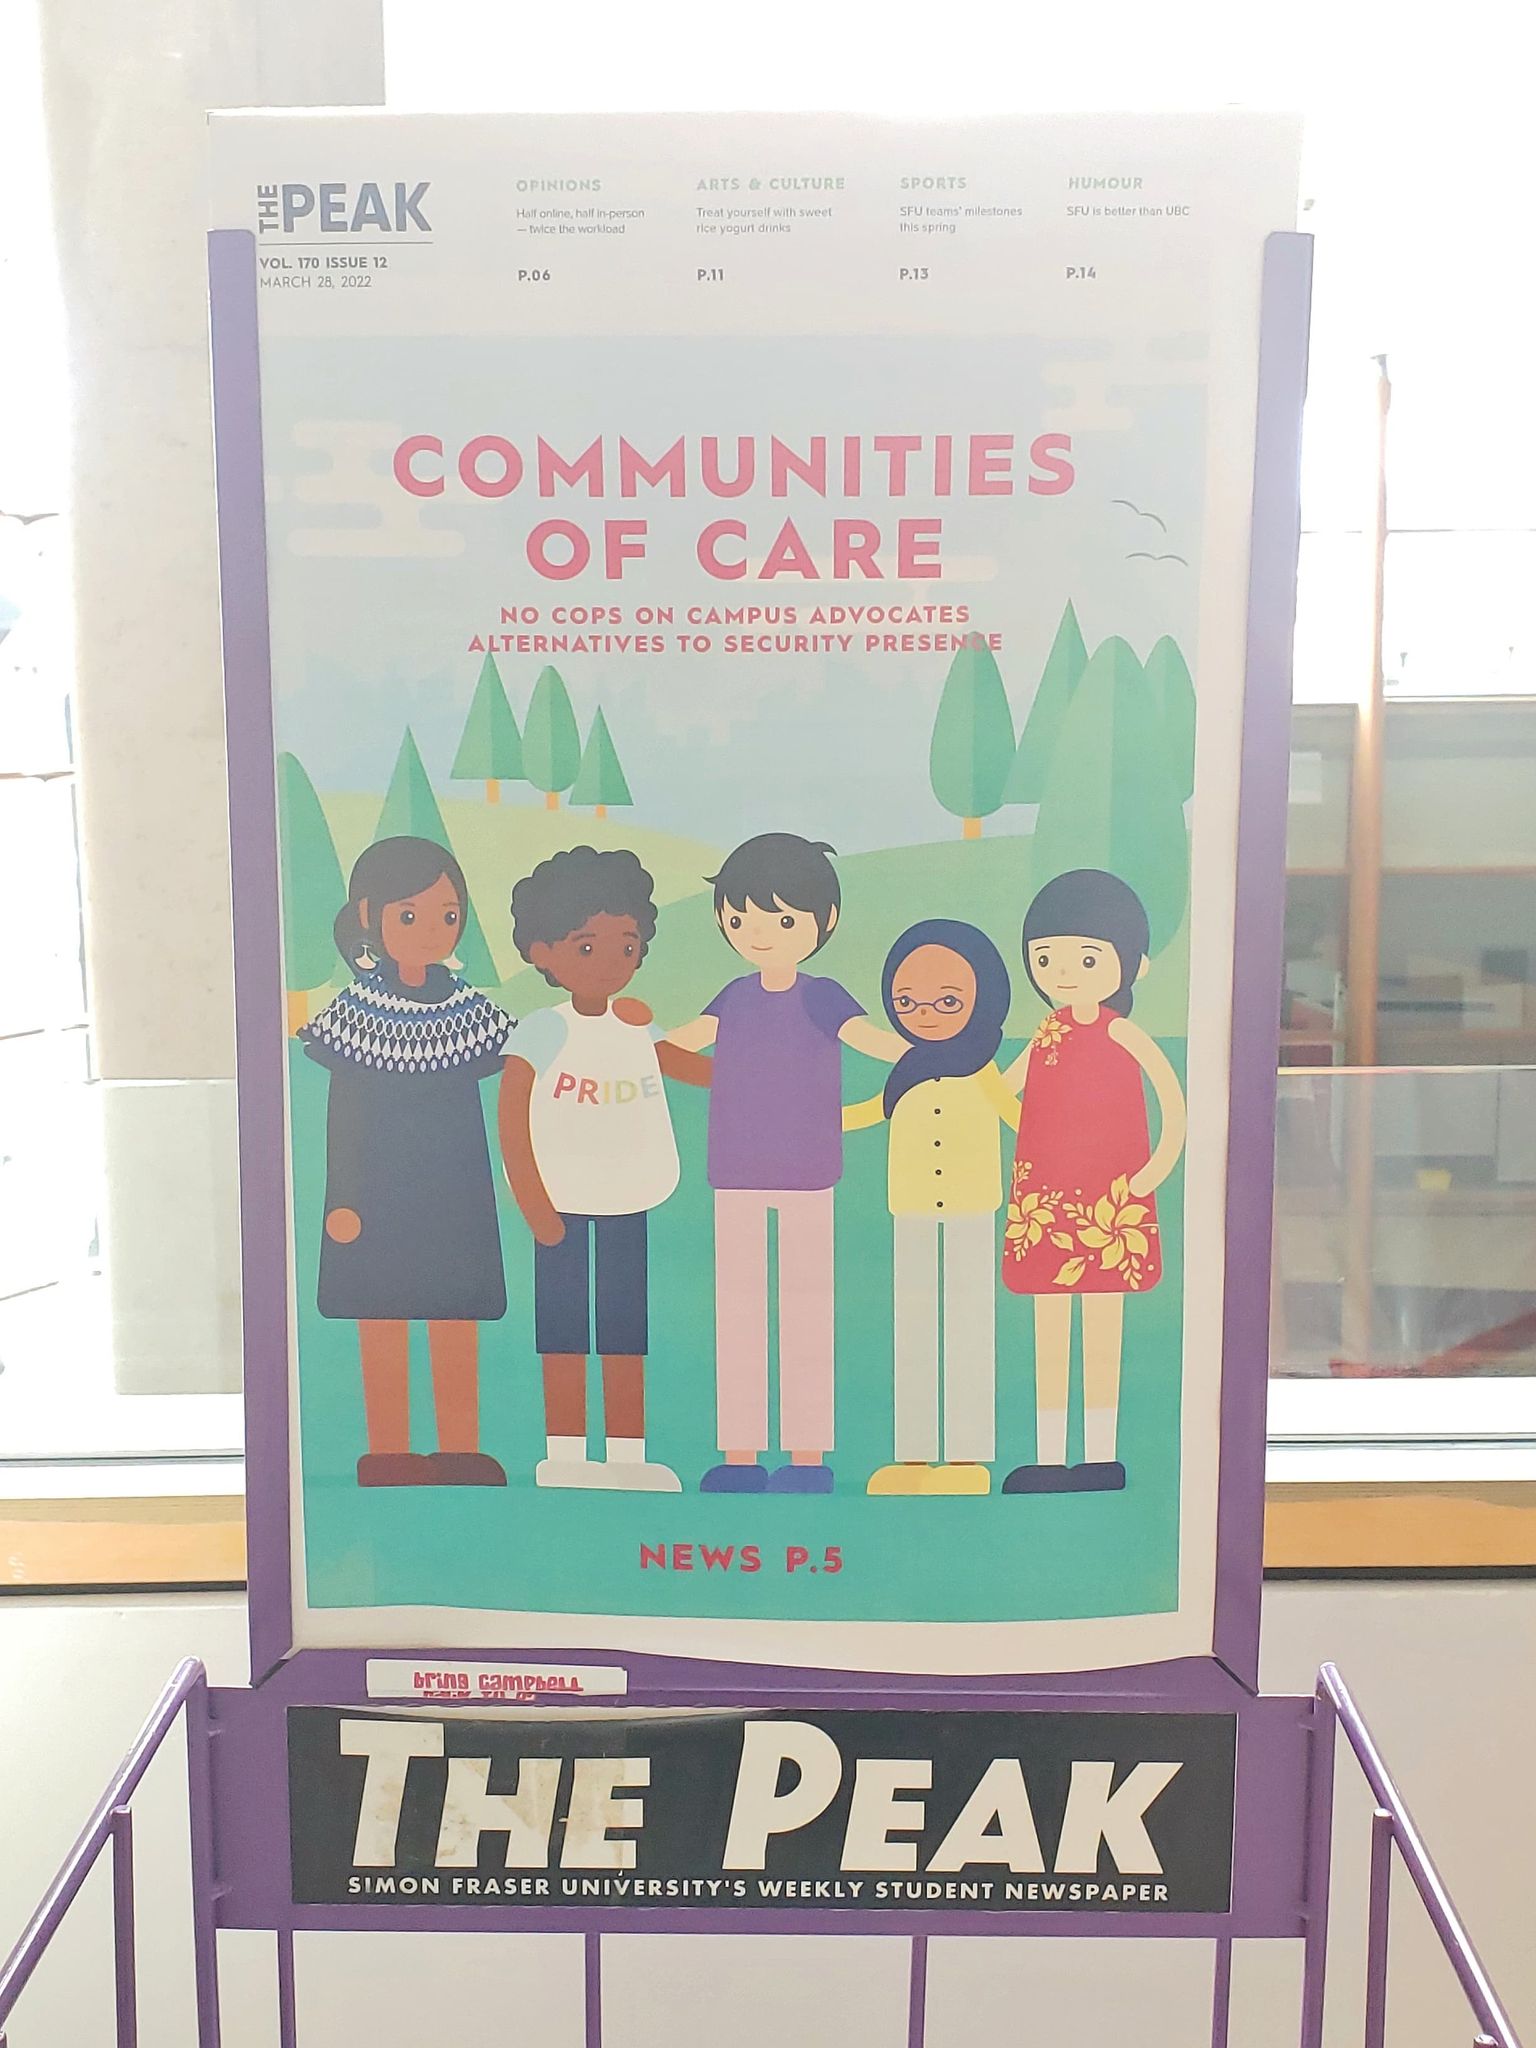 THE PEAK
VOL. 170 ISSUE 12
MARCH 28, 2022
OPINIONS
Half online, half in-person
— twice the workload
P.06
ARTS & CULTURE
Treat yourself with sweet
rice yogurt drinks
P.11
SPORTS
SFU teams' milestones
this spring
P.13
HUMOUR
SFU is better than UBC
P.14
COMMUNITIES
OF CARE
NO COPS ON CAMPUS ADVOCATES
ALTERNATIVES TO SECURITY PRESENCE
PRIDE
NEWS P.5
bring campbell
THE PEAK
SIMON FRASER UNIVERSITY'S WEEKLY STUDENT NEWSPAPER